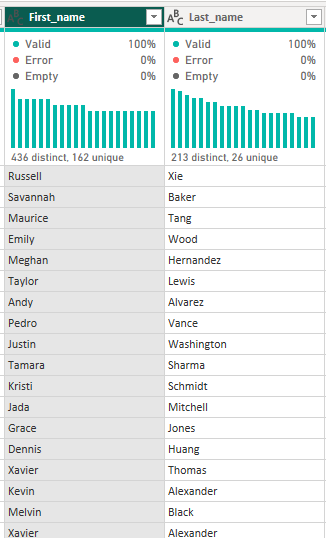 ABC First_name ABC Last_name
Valid 100% Valid 100%
Error 0% Error 0%
Empty 0% Empty 0%
436 distinct, 162 unique 213 distinct, 26 unique
Russell Xie
Savannah Baker
Maurice Tang
Emily Wood
Meghan Hernandez
Taylor Lewis
Andy Alvarez
Pedro Vance
Justin Washington
Tamara Sharma
Kristi Schmidt
Jada Mitchell
Grace Jones
Dennis Huang
Xavier Thomas
Kevin Alexander
Melvin Black
Xavier Alexander